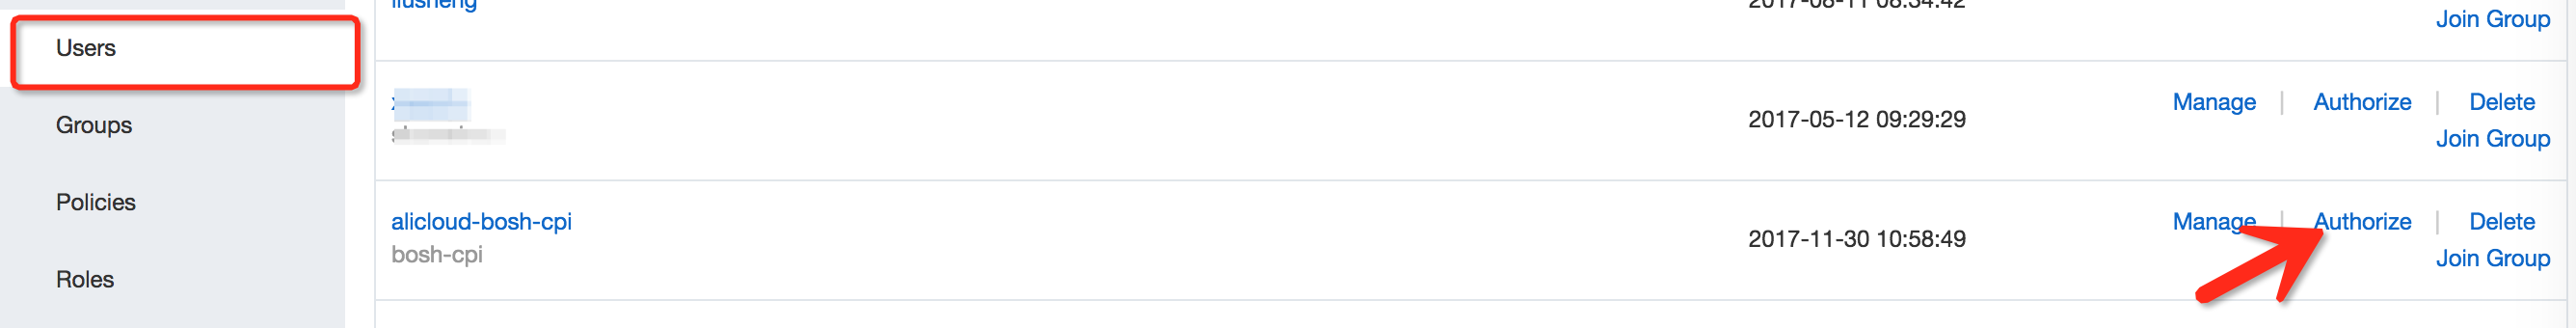 Users
Groups
Policies
Roles
liusheng
2017-08-11 08:34:42
Join Group
2017-05-12 09:29:29
Manage | Authorize | Delete
Join Group
alicloud-bosh-cpi
bosh-cpi
2017-11-30 10:58:49
Manage | Authorize | Delete
Join Group